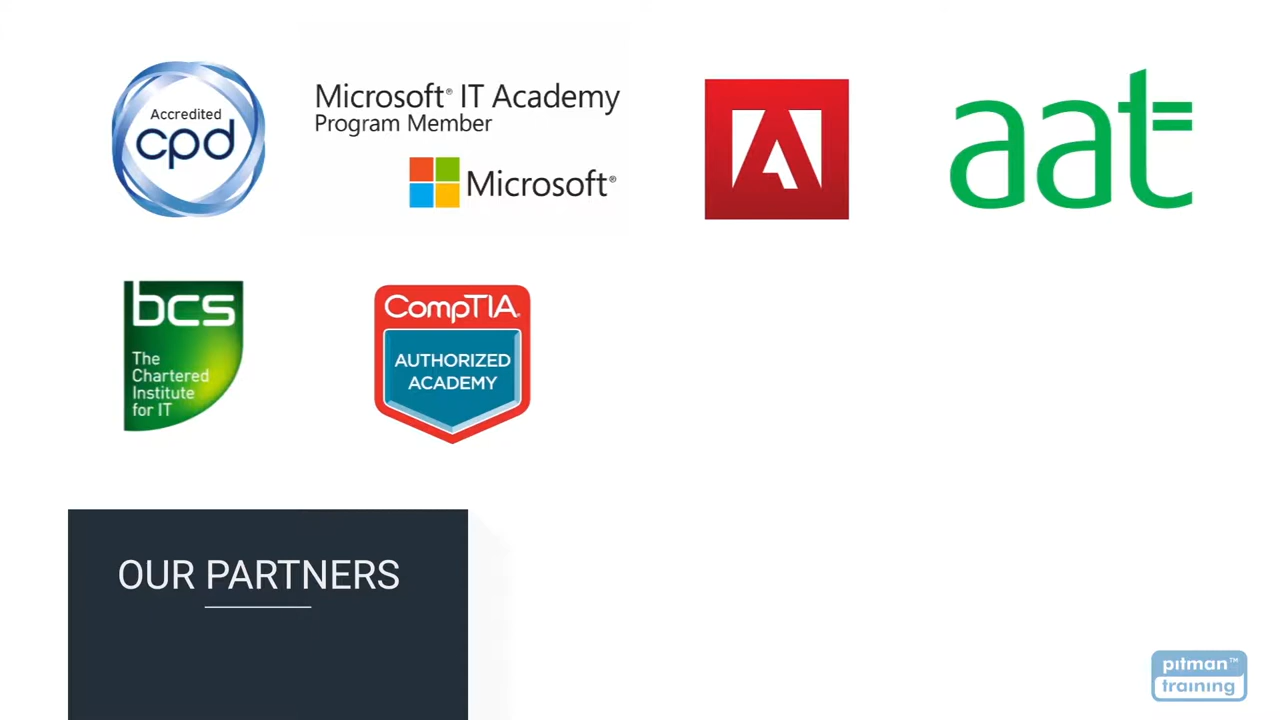 Accredited
cpd
Microsoft® IT Academy
Program Member
Microsoft®
aat
bcs
The
Chartered
Institute
for IT
CompTIA®
AUTHORIZED
ACADEMY
OUR PARTNERS
pitman™
training